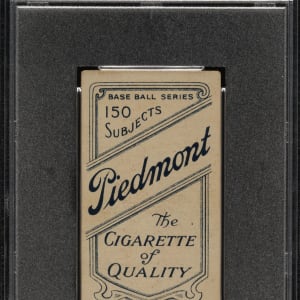 BASE BALL SERIES
150
SUBJECTS
Piedmont
The
CIGARETTE
of
QUALITY